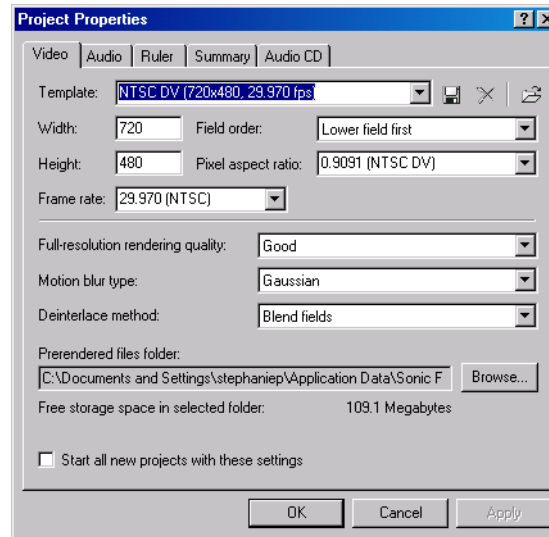 Project Properties
Video Audio Ruler Summary Audio CD
Template: NTSC DV (720x480, 29.970 fps)
Width: 720 Field order: Lower field first
Height: 480 Pixel aspect ratio: 0.9091 (NTSC DV)
Frame rate: 29.970 (NTSC)
Full-resolution rendering quality: Good
Motion blur type: Gaussian
Deinterlace method: Blend fields
Prerendered files folder:
C:\Documents and Settings\stephaniep\Application Data\Sonic F Browse...
Free storage space in selected folder: 109.1 Megabytes
Start all new projects with these settings
OK Cancel Apply